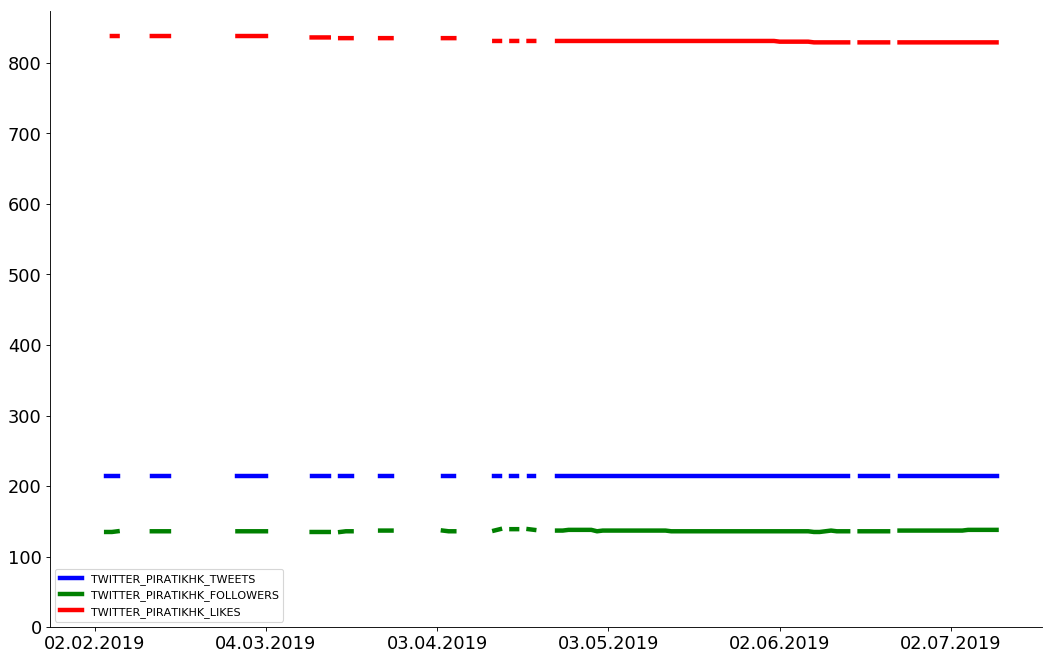 800
700
600
500
400
300
200
100
0
TWITTER_PIRATIKHK_TWEETS
TWITTER_PIRATIKHK_FOLLOWERS
TWITTER_PIRATIKHK_LIKES
02.02.2019 04.03.2019 03.04.2019 03.05.2019 02.06.2019 02.07.2019